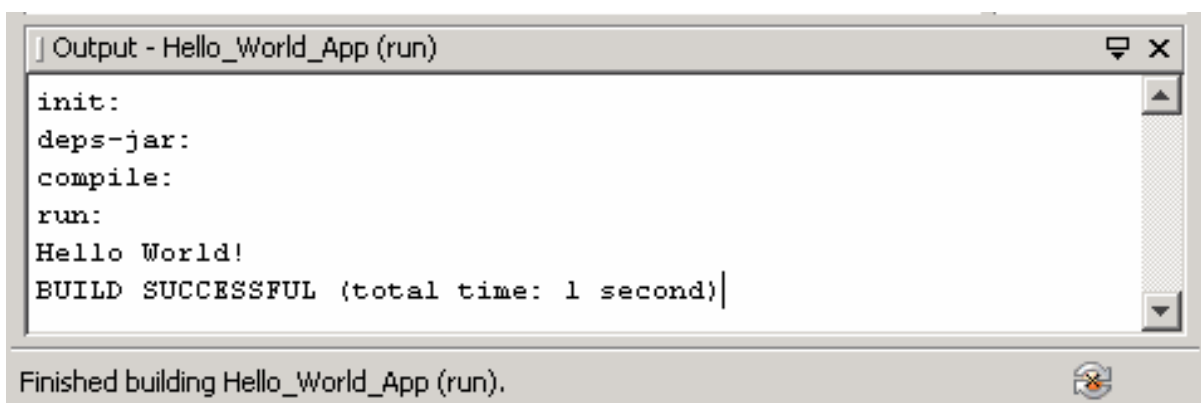 Output - Hello_World_App (run)
init:
deps-jar:
compile:
run:
Hello World!
BUILD SUCCESSFUL (total time: 1 second)
Finished building Hello_World_App (run).